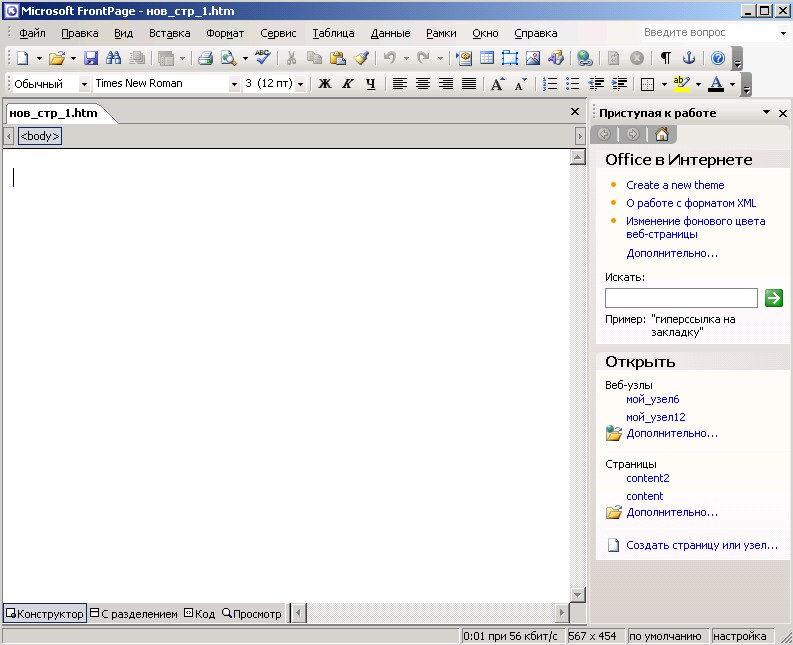 Microsoft FrontPage - нов_стр_1.htm
Файл Правка Вид Вставка Формат Сервис Таблица Данные Рамки Окно Справка Введите вопрос
Обычный Times New Roman 3 (12 пт) Ж К Ч
нов_стр_1.htm
<body>
Приступая к работе
Office в Интернете
Create a new theme
О работе с форматом XML
Изменение фонового цвета
веб-страницы
Дополнительно...
Искать:
Пример: "гиперссылка на
закладку"
Открыть
Веб-узлы
мой_узел6
мой_узел12
Дополнительно...
Страницы
content2
content
Дополнительно...
Создать страницу или узел...
Конструктор С разделением Код Просмотр
0:01 при 56 кбит/с 567 x 454 по умолчанию настройка